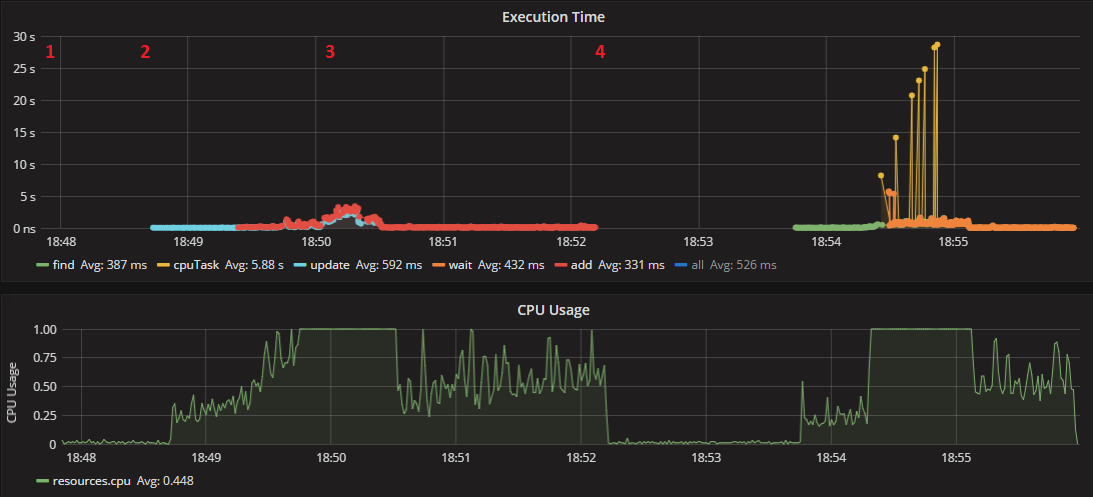 Execution Time
30 s
1 2 3 4
25 s
20 s
15 s
10 s
5 s
0 ns
18:48 18:49 18:50 18:51 18:52 18:53 18:54 18:55
find Avg: 387 ms cpuTask Avg: 5.88 s update Avg: 592 ms wait Avg: 432 ms add Avg: 331 ms all Avg: 526 ms
CPU Usage
1.00
0.75
0.50
0.25
0
CPU Usage
18:48 18:49 18:50 18:51 18:52 18:53 18:54 18:55
resources.cpu Avg: 0.448